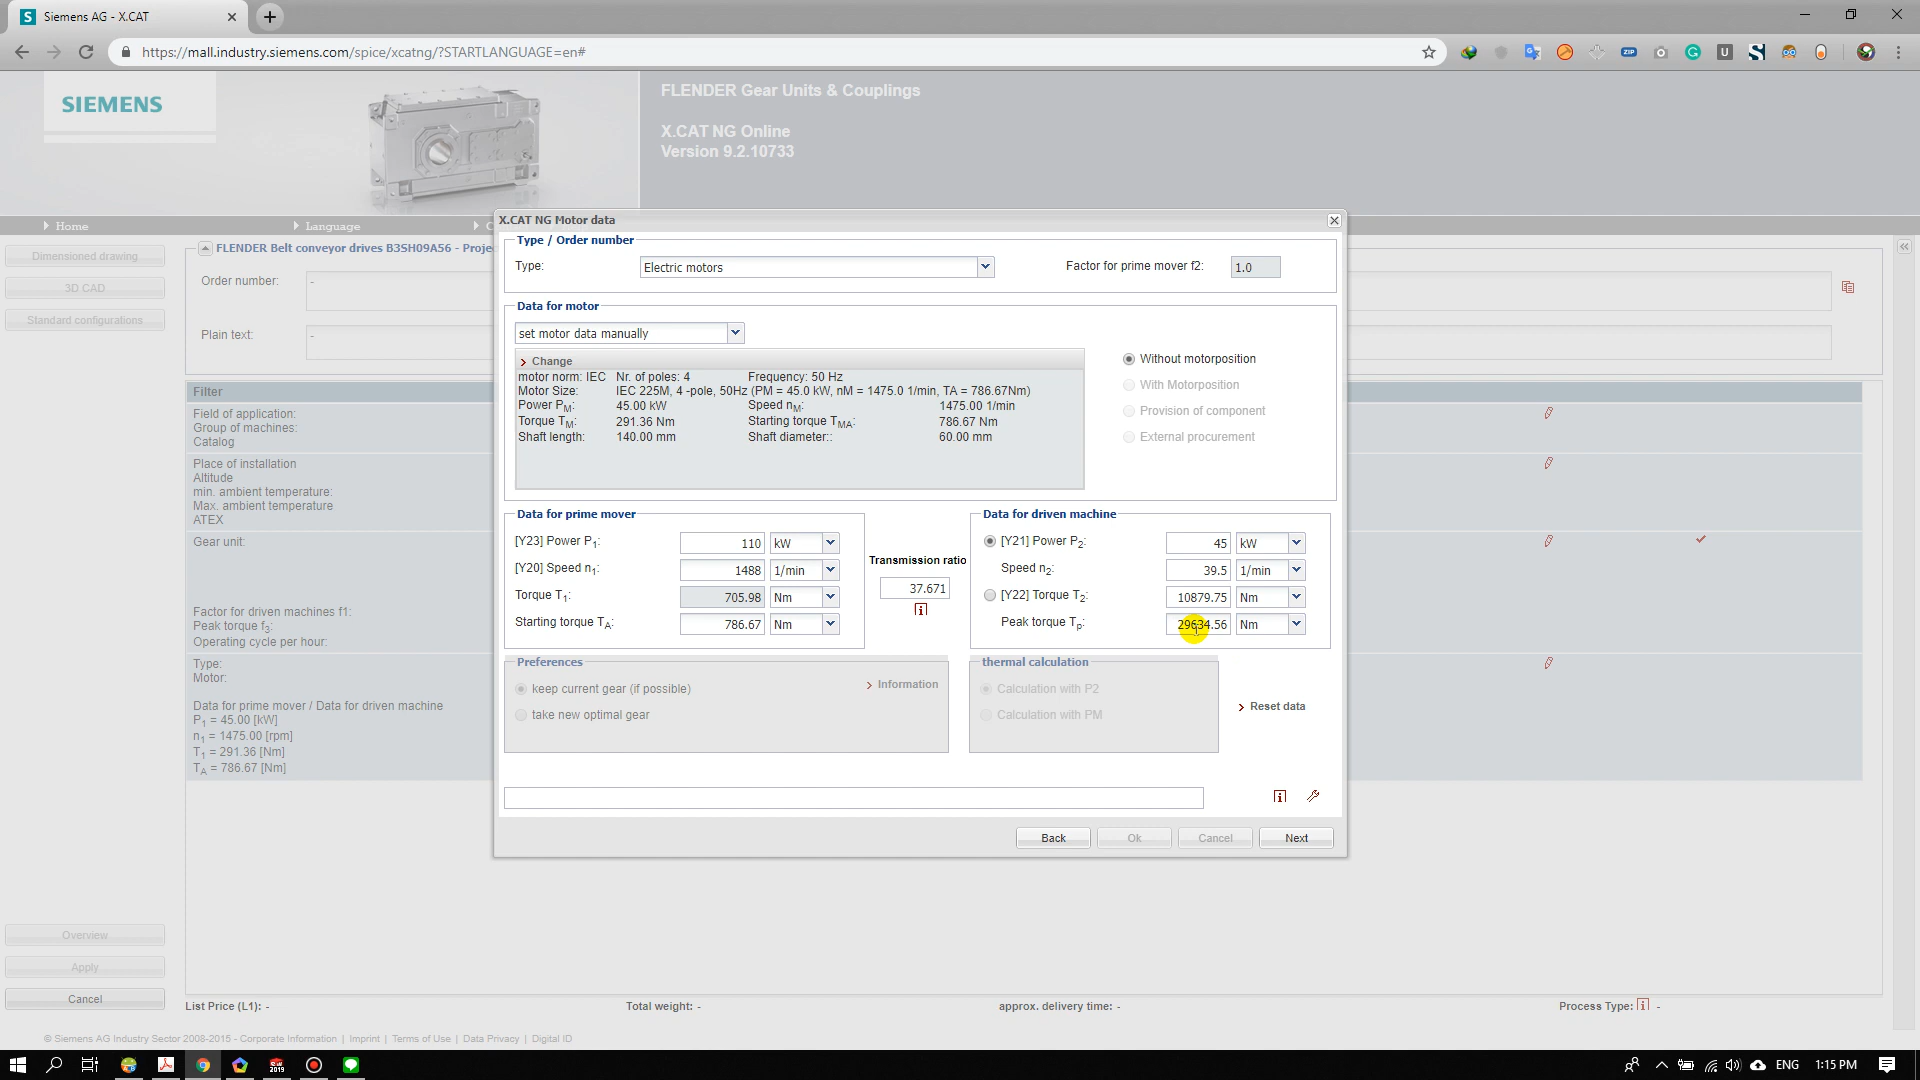 Siemens AG - X.CAT
https://mall.industry.siemens.com/spice/xcatng/?STARTLANGUAGE=en#
SIEMENS
FLENDER Gear Units & Couplings
X.CAT NG Online
Version 9.2.10733
Home
Language
C
Dimensioned drawing
3D CAD
Standard configurations
FLENDER Belt conveyor drives B3SH09A56 - Projec
Order number: -
Plain text: -
Filter
Field of application:
Group of machines:
Catalog
Place of installation
Altitude
min. ambient temperature:
Max. ambient temperature
ATEX
Gear unit:
Factor for driven machines f1:
Peak torque f3:
Operating cycle per hour:
Type:
Motor:
Data for prime mover / Data for driven machine
P1 = 45.00 [kW]
n1 = 1475.00 [rpm]
T1 = 291.36 [Nm]
TA = 786.67 [Nm]
X.CAT NG Motor data
Type / Order number
Type: Electric motors Factor for prime mover f2: 1.0
Data for motor
set motor data manually
Change
motor norm: IEC Nr. of poles: 4 Frequency: 50 Hz
Motor Size: IEC 225M, 4 -pole, 50Hz (PM = 45.0 kW, nM = 1475.0 1/min, TA = 786.67Nm)
Power PM: 45.00 kW Speed nM: 1475.00 1/min
Torque TM: 291.36 Nm Starting torque TMA: 786.67 Nm
Shaft length: 140.00 mm Shaft diameter:: 60.00 mm
Without motorposition
With Motorposition
Provision of component
External procurement
Data for prime mover
[Y23] Power P1: 110 kW
[Y20] Speed n1: 1488 1/min
Torque T1: 705.98 Nm
Starting torque TA: 786.67 Nm
Transmission ratio
37.671
Data for driven machine
[Y21] Power P2: 45 kW
Speed n2: 39.5 1/min
[Y22] Torque T2: 10879.75 Nm
Peak torque Tp: 29634.56 Nm
Preferences
keep current gear (if possible)
take new optimal gear
Information
thermal calculation
Calculation with P2
Calculation with PM
Reset data
Back Ok Cancel Next
Overview
Apply
Cancel
List Price (L1): - Total weight: - approx. delivery time: - Process Type: -
© Siemens AG Industry Sector 2008-2015 - Corporate Information | Imprint | Terms of Use | Data Privacy | Digital ID
ENG 1:15 PM